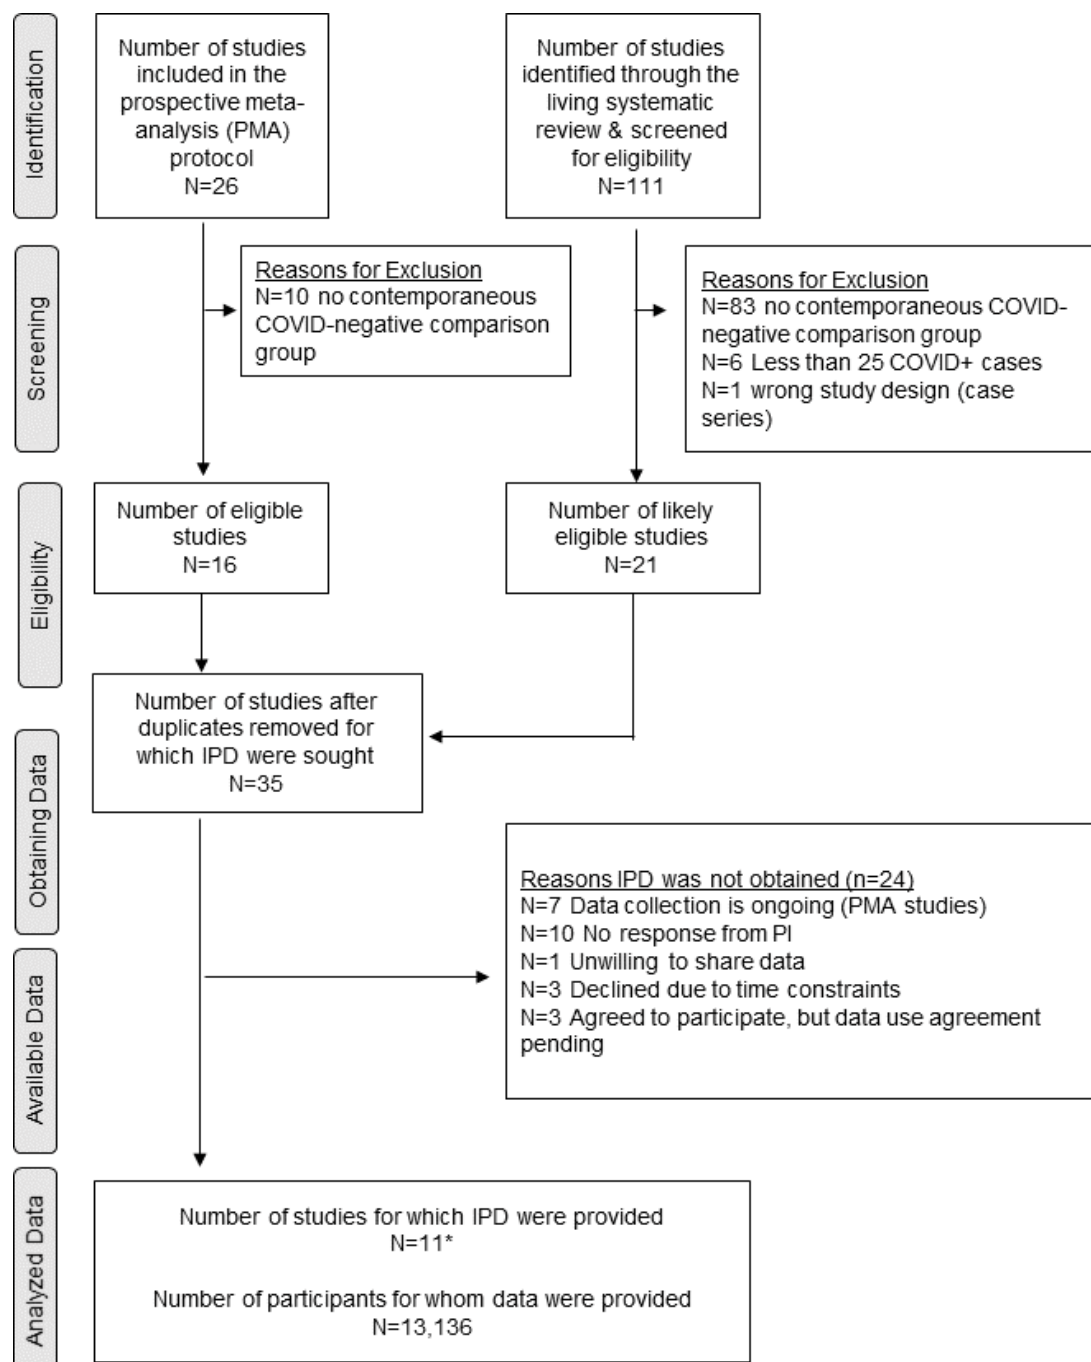 Identification
Number of studies
included in the
prospective meta-
analysis (PMA)
protocol
N=26
Number of studies
identified through the
living systematic
review & screened
for eligibility
N=111
Screening
Reasons for Exclusion
N=10 no contemporaneous
COVID-negative comparison
group
Reasons for Exclusion
N=83 no contemporaneous COVID-
negative comparison group
N=6 Less than 25 COVID+ cases
N=1 wrong study design (case
series)
Eligibility
Number of eligible
studies
N=16
Number of likely
eligible studies
N=21
Obtaining Data
Number of studies after
duplicates removed for
which IPD were sought
N=35
Available Data
Reasons IPD was not obtained (n=24)
N=7 Data collection is ongoing (PMA studies)
N=10 No response from PI
N=1 Unwilling to share data
N=3 Declined due to time constraints
N=3 Agreed to participate, but data use agreement
pending
Analyzed Data
Number of studies for which IPD were provided
N=11*
Number of participants for whom data were provided
N=13,136